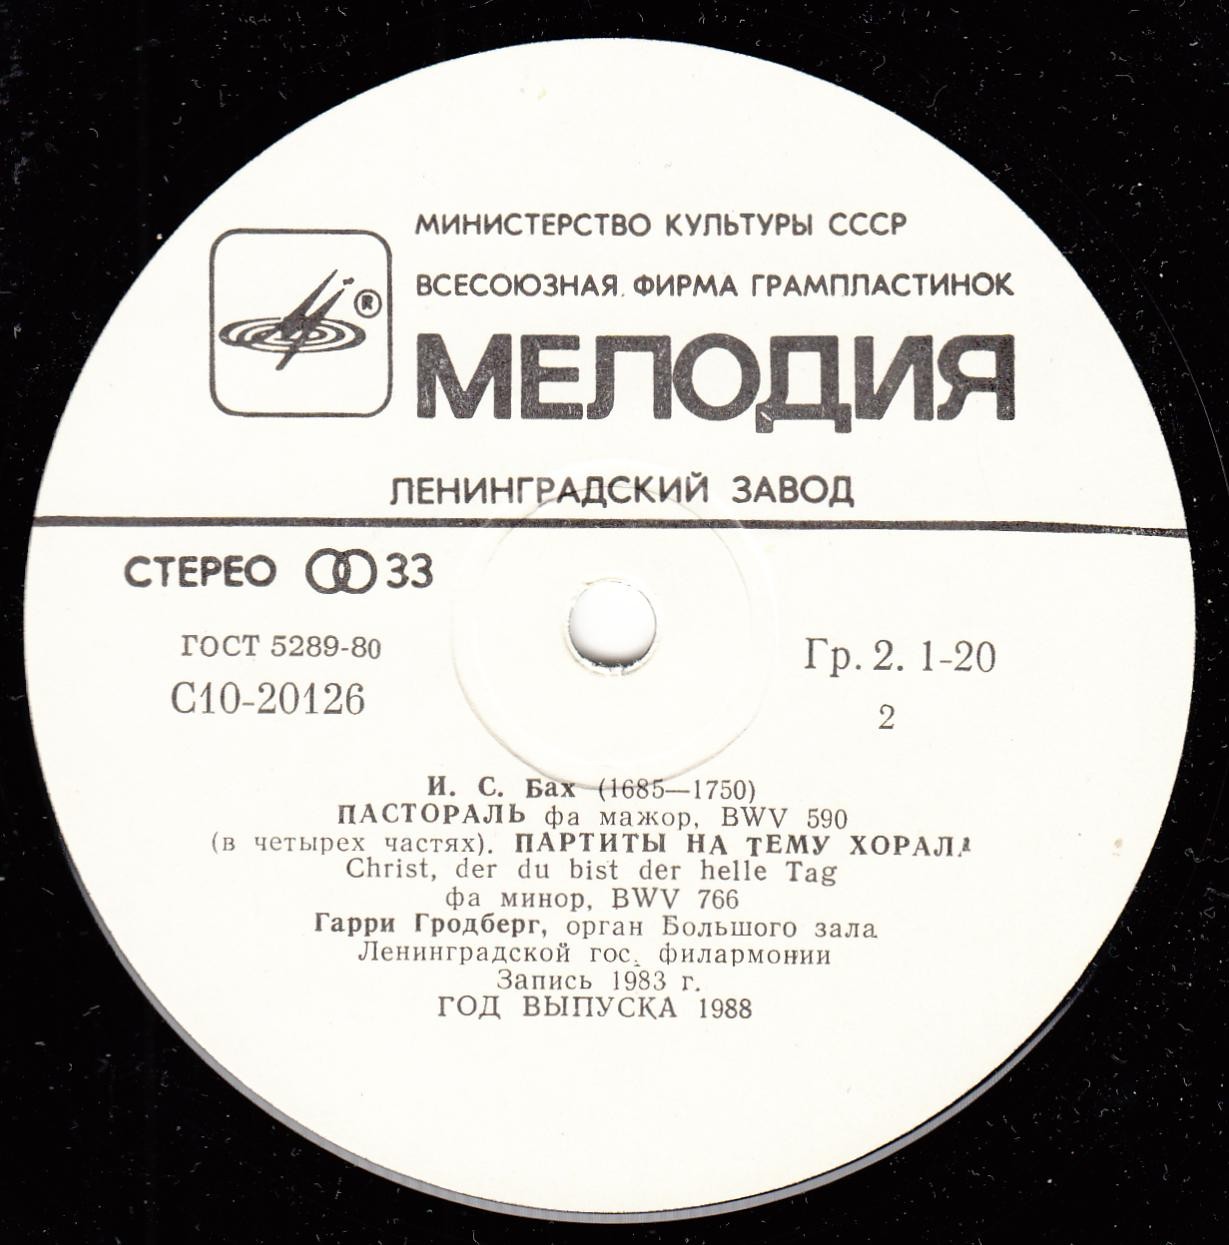 МИНИСТЕРСТВО КУЛЬТУРЫ СССР
ВСЕСОЮЗНАЯ ФИРМА ГРАМПЛАСТИНОК
®
МЕЛОДИЯ
ЛЕНИНГРАДСКИЙ ЗАВОД
СТЕРЕО 33
ГОСТ 5289-80
С10-20126
Гр. 2. 1-20
2
И. С. Бах (1685—1750)
ПАСТОРАЛЬ фа мажор, BWV 590
(в четырех частях). ПАРТИТЫ НА ТЕМУ ХОРАЛА
Christ, der du bist der helle Tag
фа минор, BWV 766
Гарри Гродберг, орган Большого зала
Ленинградской гос. филармонии
Запись 1983 г.
ГОД ВЫПУСКА 1988